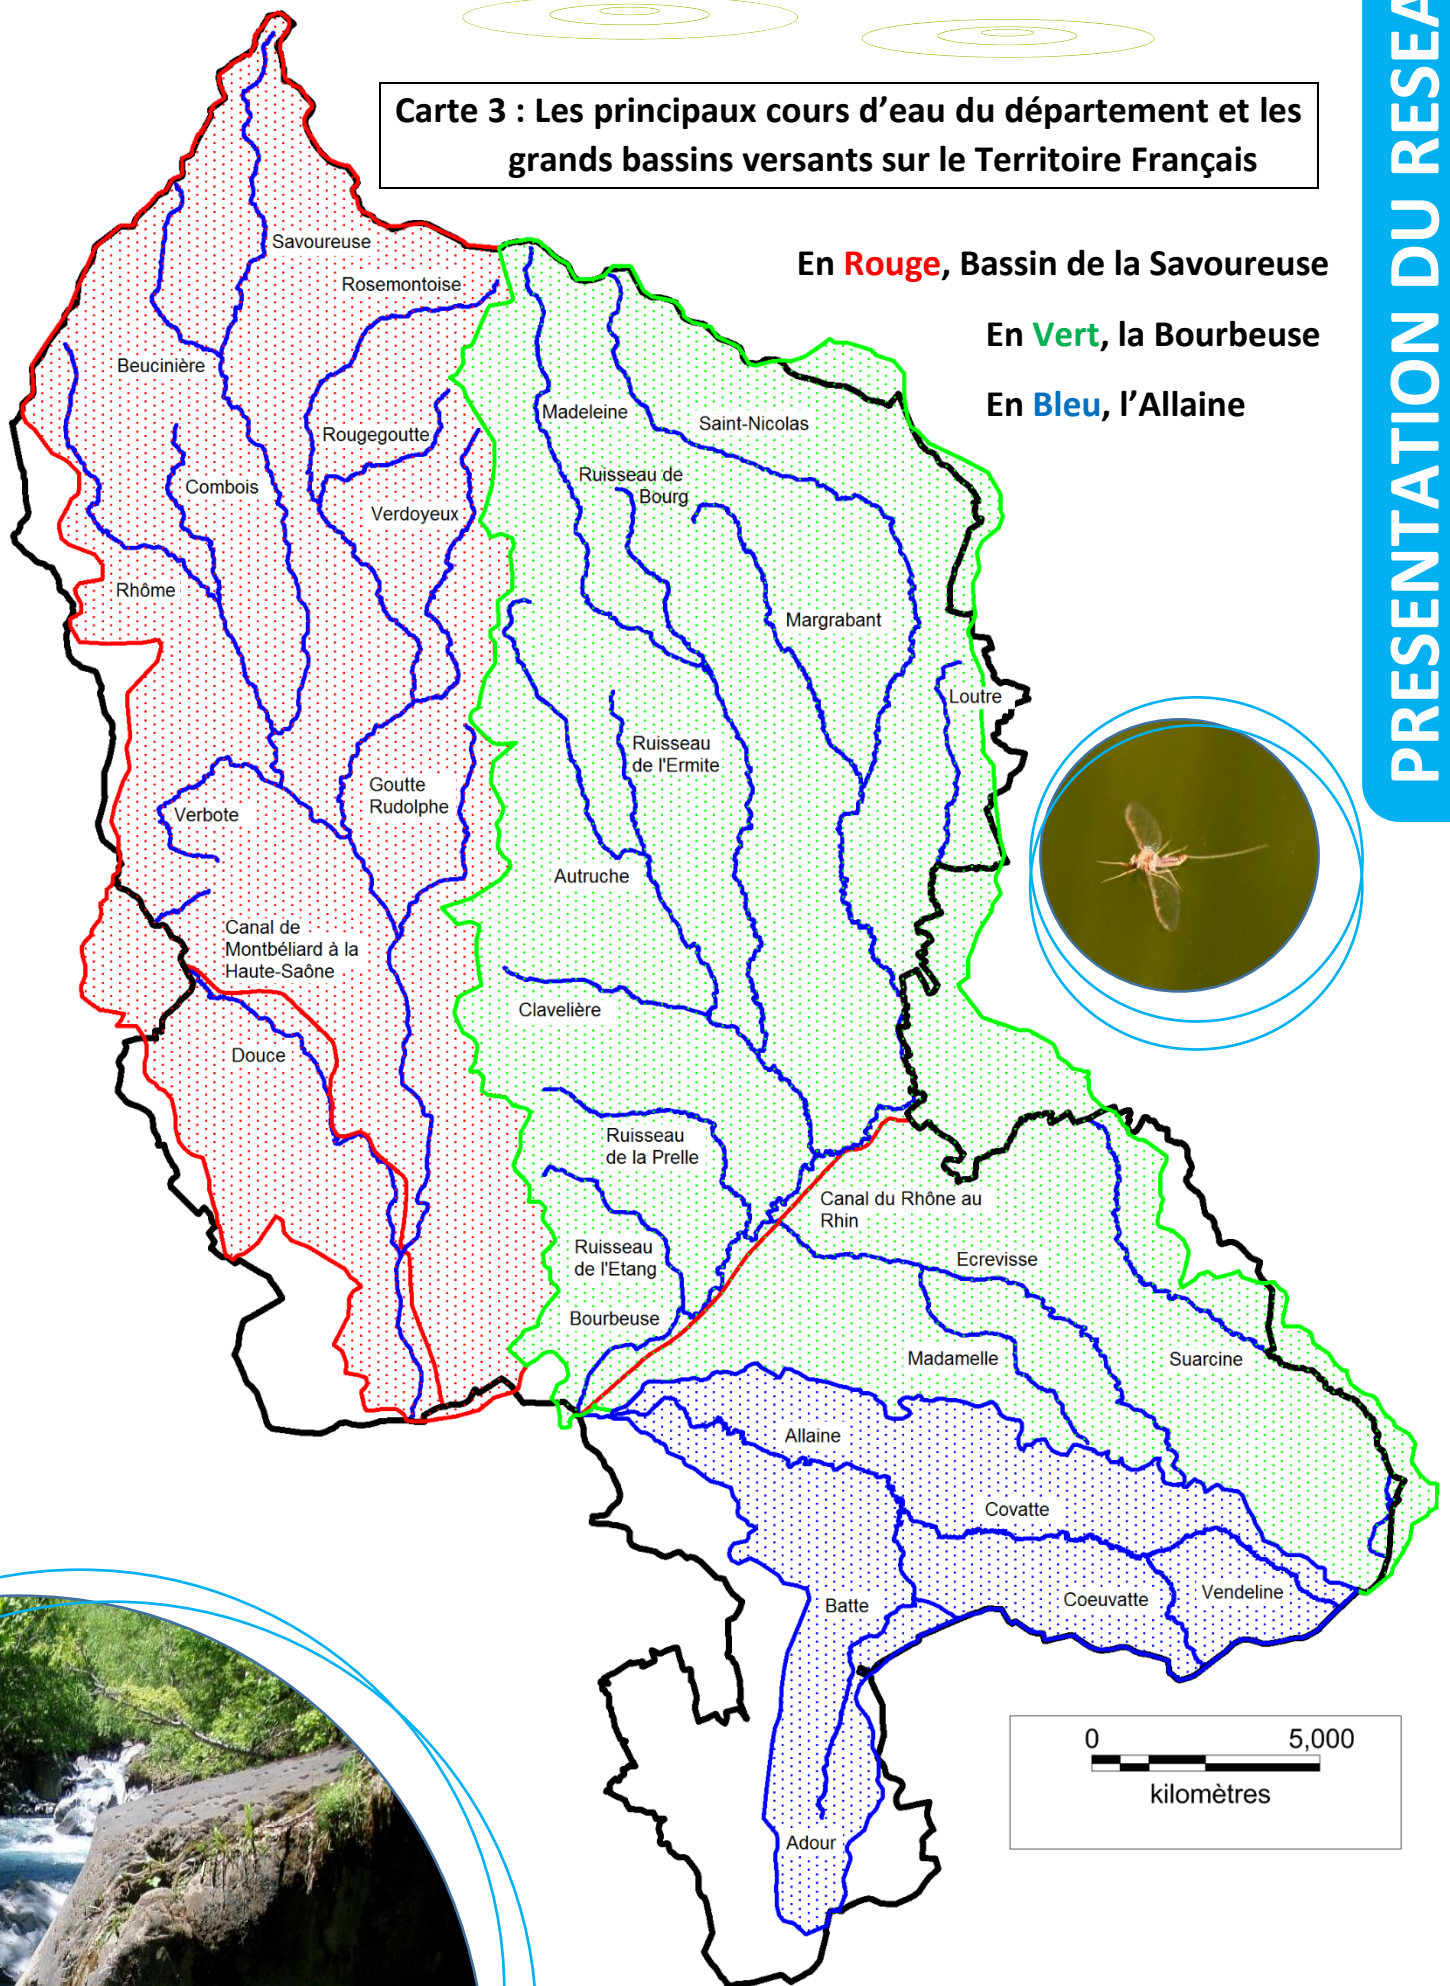 Carte 3 : Les principaux cours d'eau du département et les
grands bassins versants sur le Territoire Français
En Rouge, Bassin de la Savoureuse
En Vert, la Bourbeuse
En Bleu, l'Allaine
PRESENTATION DU RESEA
Savoureuse
Rosemontoise
Beucinière
Madeleine
Saint-Nicolas
Rougegoutte
Ruisseau de
Bourg
Combois
Verdoyeux
Rhôme
Margrabant
Loutre
Ruisseau
de l'Ermite
Goutte
Rudolphe
Verbote
Autruche
Canal de
Montbéliard à la
Haute-Saône
Clavelière
Douce
Ruisseau
de la Prelle
Canal du Rhône au
Rhin
Ruisseau
de l'Etang
Ecrevisse
Bourbeuse
Madamelle
Suarcine
Allaine
Covatte
Batte
Coeuvatte
Vendeline
Adour
0 5,000
kilomètres